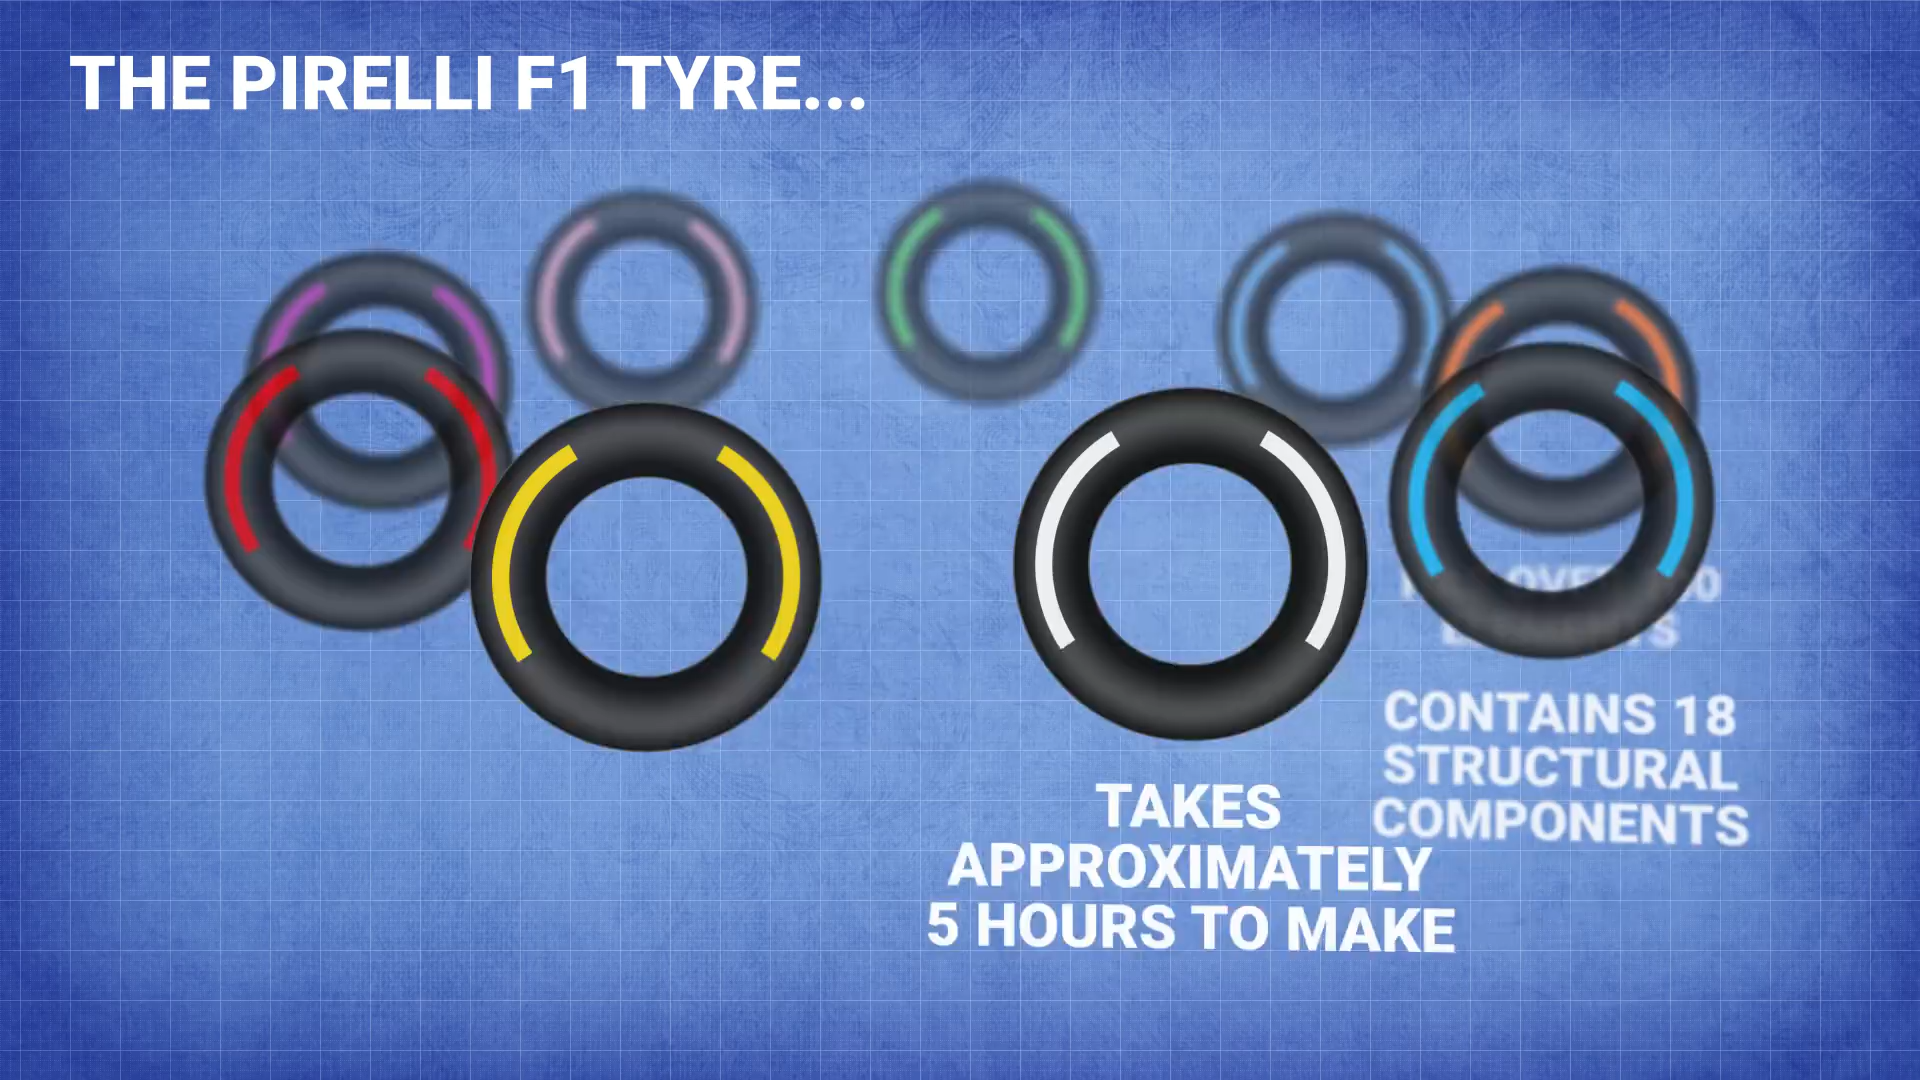 THE PIRELLI F1 TYRE...
TAKES
APPROXIMATELY
5 HOURS TO MAKE
CONTAINS 18
STRUCTURAL
COMPONENTS